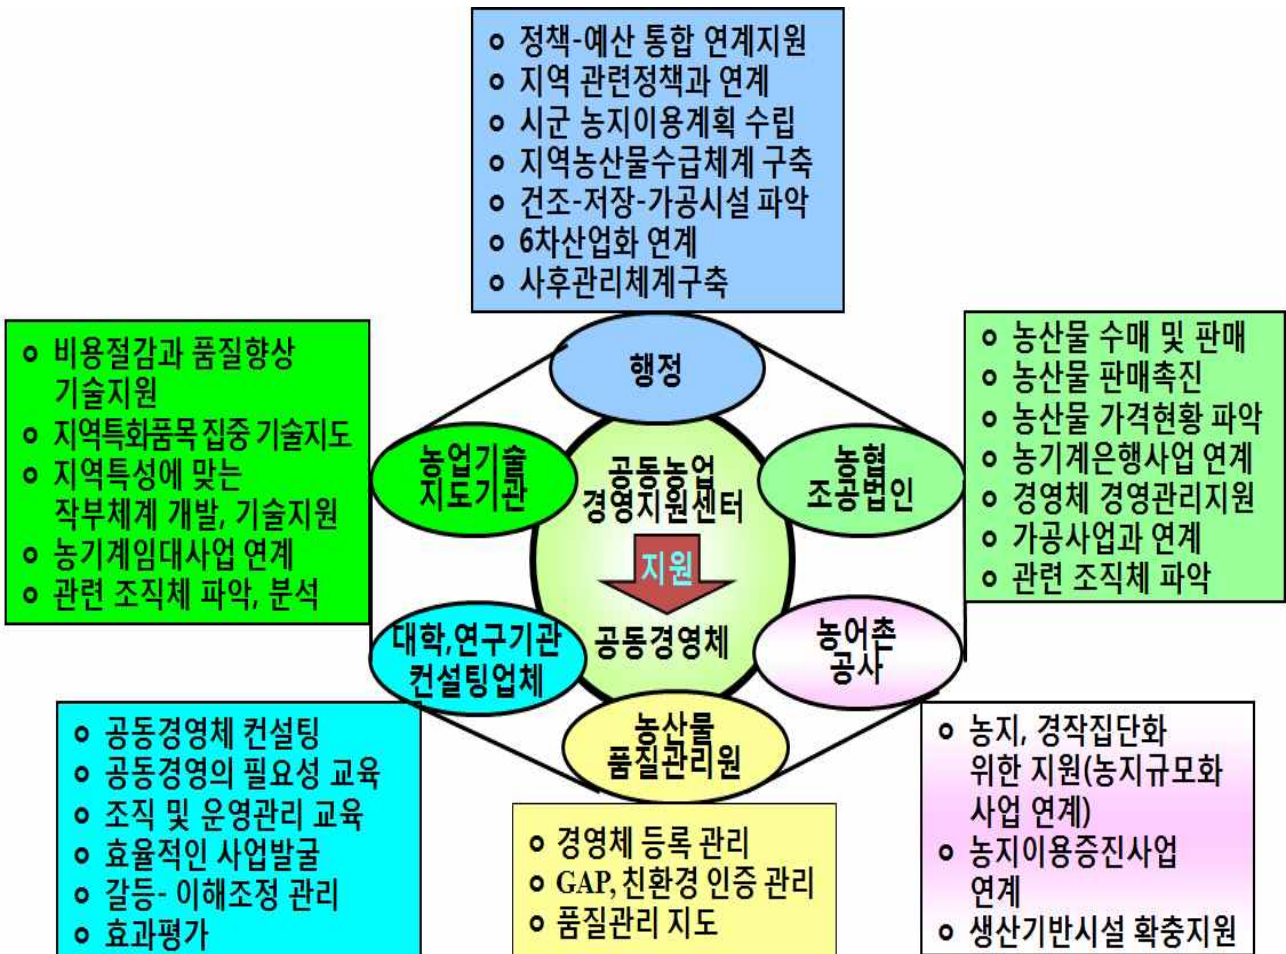 o 정책-예산 통합 연계지원
o 지역 관련정책과 연계
o 시군 농지이용계획 수립
o 지역농산물수급체계 구축
o 건조-저장-가공시설 파악
o 6차산업화 연계
o 사후관리체계구축
행정
o 비용절감과 품질향상
기술지원
o 지역특화품목 집중 기술지도
o 지역특성에 맞는
작부체계 개발, 기술지원
o 농기계임대사업 연계
o 관련 조직체 파악, 분석
농업기술
지도기관
공동농업
경영지원센터
지원
공동경영체
농협
조공법인
o 농산물 수매 및 판매
o 농산물 판매촉진
o 농산물 가격현황 파악
o 농기계은행사업 연계
o 경영체 경영관리지원
o 가공사업과 연계
o 관련 조직체 파악
대학,연구기관
컨설팅업체
농어촌
공사
농산물
품질관리원
o 공동경영체 컨설팅
o 공동경영의 필요성 교육
o 조직 및 운영관리 교육
o 효율적인 사업발굴
o 갈등- 이해조정 관리
o 효과평가
o 경영체 등록 관리
o GAP, 친환경 인증 관리
o 품질관리 지도
o 농지, 경작집단화
위한 지원(농지규모화
사업 연계)
o 농지이용증진사업
연계
o 생산기반시설 확충지원